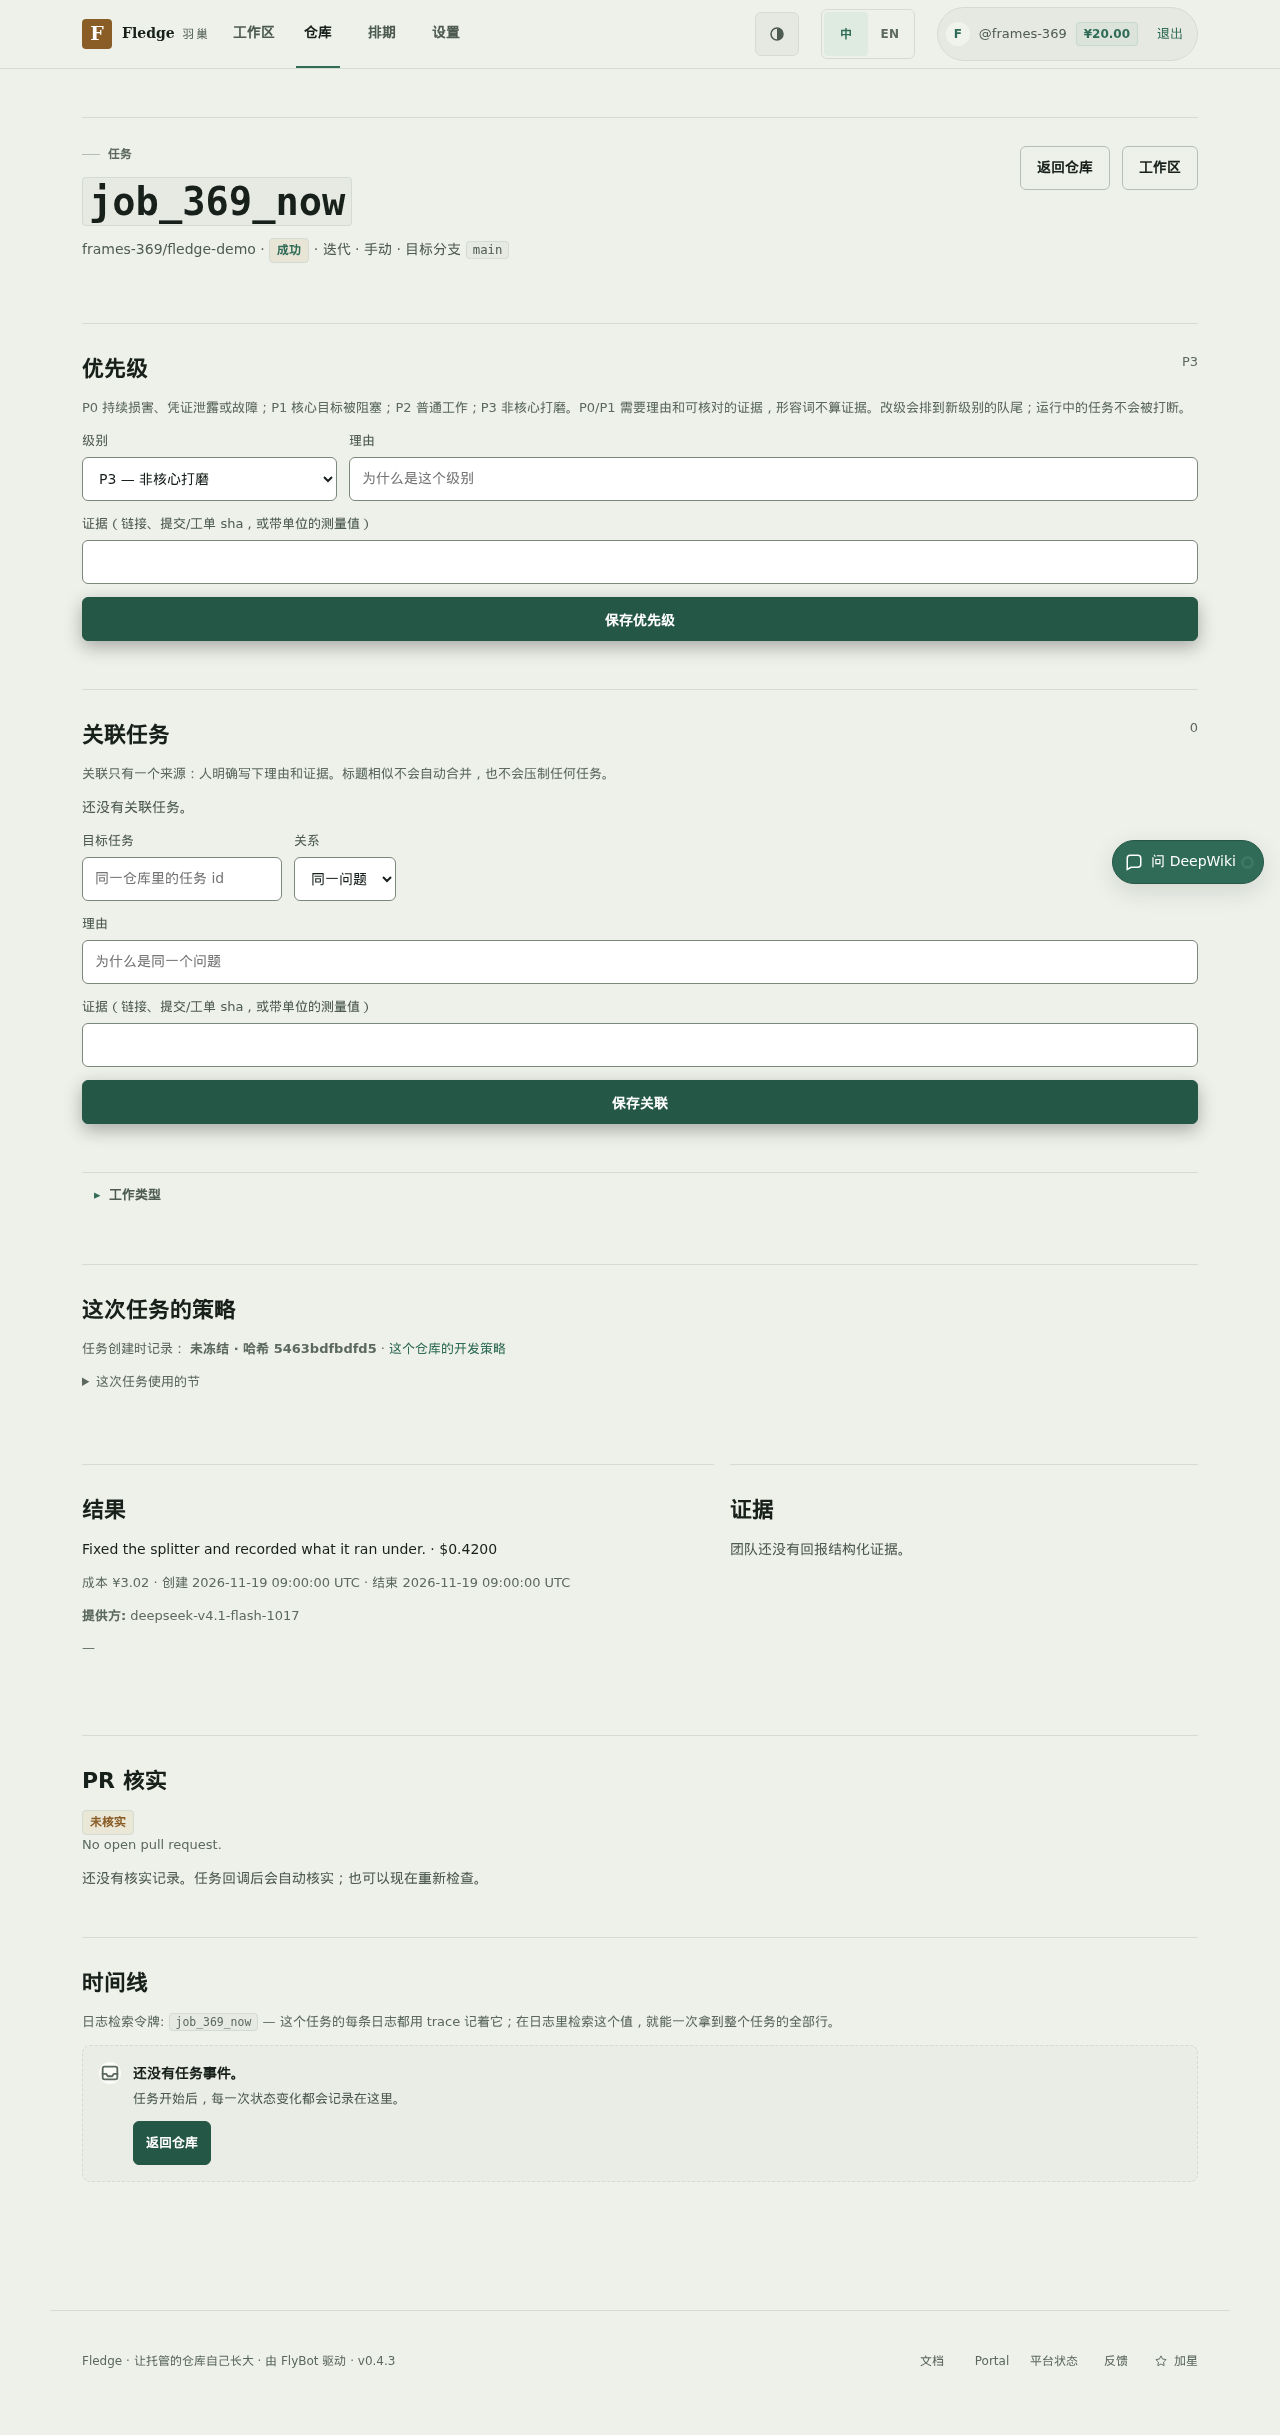 F Fledge 羽巢 工作区 仓库 排期 设置 中 EN F @frames-369 ¥20.00 退出
任务
返回仓库 工作区
job_369_now
frames-369/fledge-demo · 成功 · 迭代 · 手动 · 目标分支 main
优先级 P3
P0 持续损害、凭证泄露或故障；P1 核心目标被阻塞；P2 普通工作；P3 非核心打磨。P0/P1 需要理由和可核对的证据，形容词不算证据。改级会排到新级别的队尾；运行中的任务不会被打断。
级别 理由
P3 — 非核心打磨 为什么是这个级别
证据（链接、提交/工单 sha，或带单位的测量值）
保存优先级
关联任务 0
关联只有一个来源：人明确写下理由和证据。标题相似不会自动合并，也不会压制任何任务。
还没有关联任务。
目标任务 关系
同一仓库里的任务 id 同一问题
问 DeepWiki
理由
为什么是同一个问题
证据（链接、提交/工单 sha，或带单位的测量值）
保存关联
▸ 工作类型
这次任务的策略
任务创建时记录： 未冻结 · 哈希 5463bdfbdfd5 · 这个仓库的开发策略
▶ 这次任务使用的节
结果
Fixed the splitter and recorded what it ran under. · $0.4200
成本 ¥3.02 · 创建 2026-11-19 09:00:00 UTC · 结束 2026-11-19 09:00:00 UTC
提供方: deepseek-v4.1-flash-1017
—
证据
团队还没有回报结构化证据。
PR 核实
未核实
No open pull request.
还没有核实记录。任务回调后会自动核实；也可以现在重新检查。
时间线
日志检索令牌: job_369_now — 这个任务的每条日志都用 trace 记着它；在日志里检索这个值，就能一次拿到整个任务的全部行。
还没有任务事件。
任务开始后，每一次状态变化都会记录在这里。
返回仓库
Fledge · 让托管的仓库自己长大 · 由 FlyBot 驱动 · v0.4.3 文档 Portal 平台状态 反馈 加星